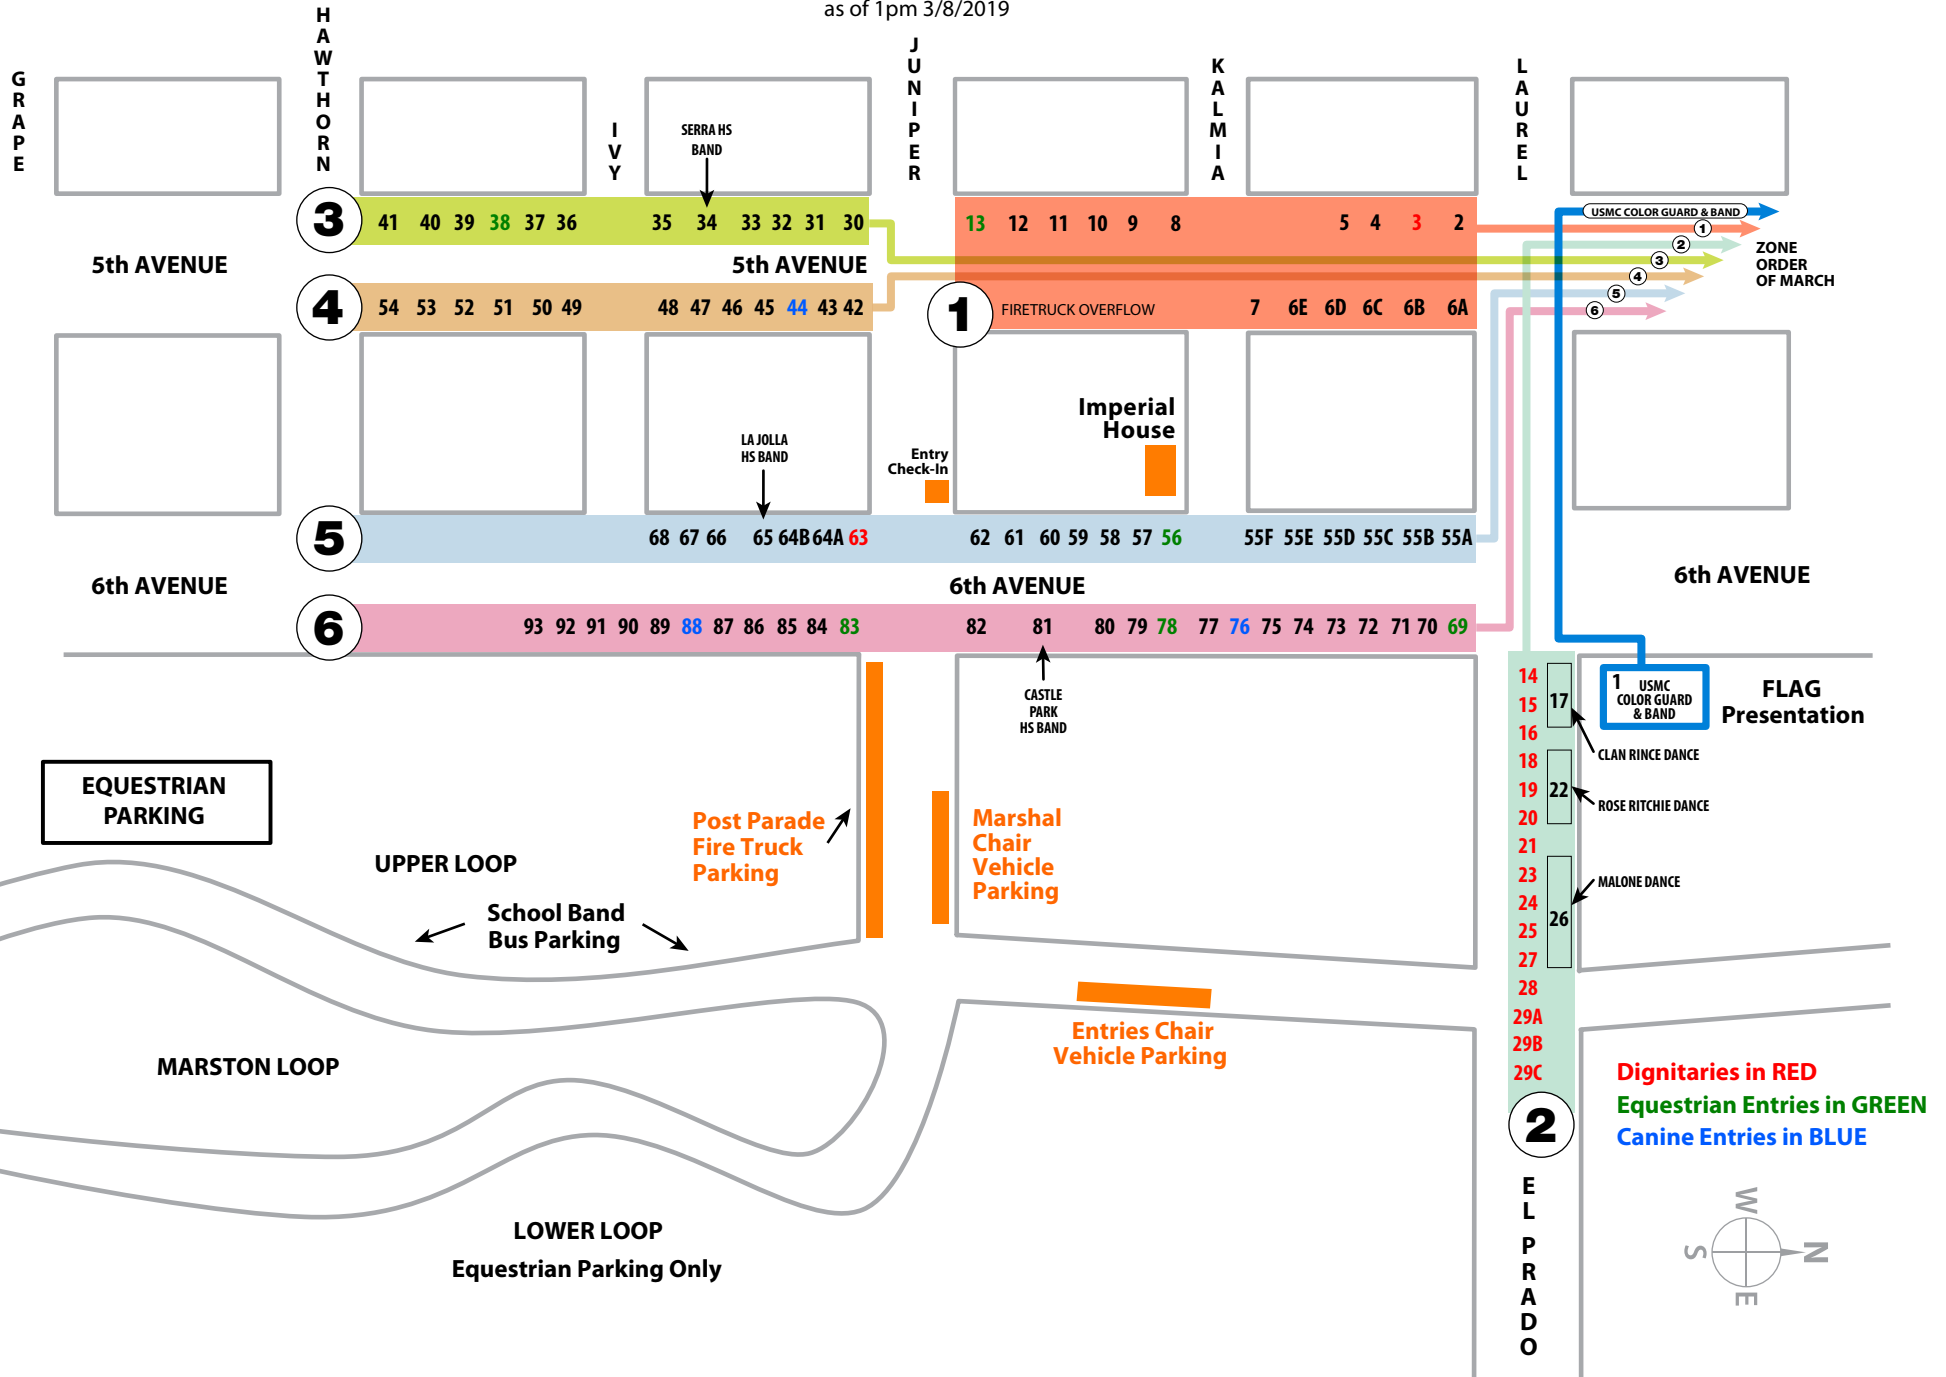 as of 1pm 3/8/2019
GRAPE
HAWTHORN
IVY
JUNIPER
KALMIA
LAUREL
SERRA HS
BAND
3
41 40 39 38 37 36 35 34 33 32 31 30
13 12 11 10 9 8 5 4 3 2
USMC COLOR GUARD & BAND
1
2
3
4
5
6
ZONE
ORDER
OF MARCH
5th AVENUE
5th AVENUE
4
54 53 52 51 50 49 48 47 46 45 44 43 42
1
FIRETRUCK OVERFLOW
7 6E 6D 6C 6B 6A
Imperial
House
LA JOLLA
HS BAND
Entry
Check-In
5
68 67 66 65 64B 64A 63 62 61 60 59 58 57 56 55F 55E 55D 55C 55B 55A
6th AVENUE
6th AVENUE
6th AVENUE
6
93 92 91 90 89 88 87 86 85 84 83 82 81 80 79 78 77 76 75 74 73 72 71 70 69
CASTLE
PARK
HS BAND
14
15
16
18
19
20
21
23
24
25
27
28
29A
29B
29C
17
22
26
2
1
USMC
COLOR GUARD
& BAND
FLAG
Presentation
CLAN RINCE DANCE
ROSE RITCHIE DANCE
MALONE DANCE
EQUESTRIAN
PARKING
UPPER LOOP
Post Parade
Fire Truck
Parking
Marshal
Chair
Vehicle
Parking
School Band
Bus Parking
Entries Chair
Vehicle Parking
MARSTON LOOP
LOWER LOOP
Equestrian Parking Only
Dignitaries in RED
Equestrian Entries in GREEN
Canine Entries in BLUE
EL PRADO
W
S
N
E